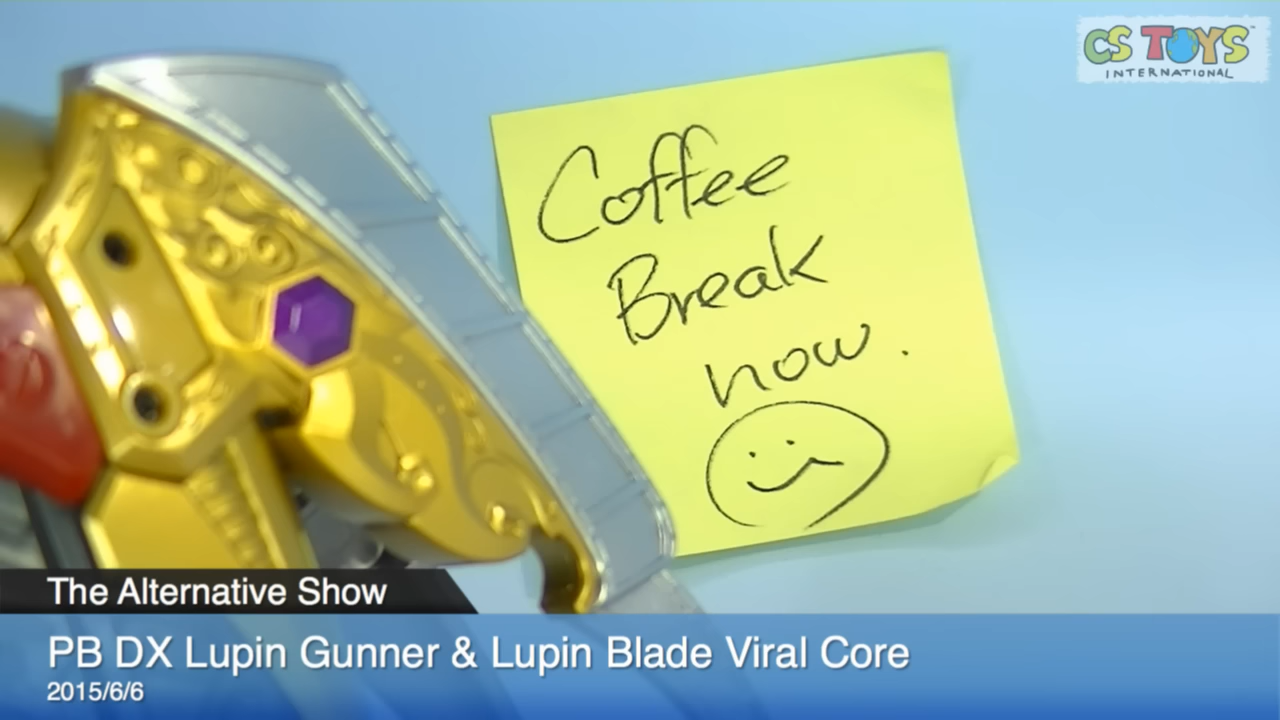 CS TOYS
INTERNATIONAL
Coffee
Break
now.
The Alternative Show
PB DX Lupin Gunner & Lupin Blade Viral Core
2015/6/6